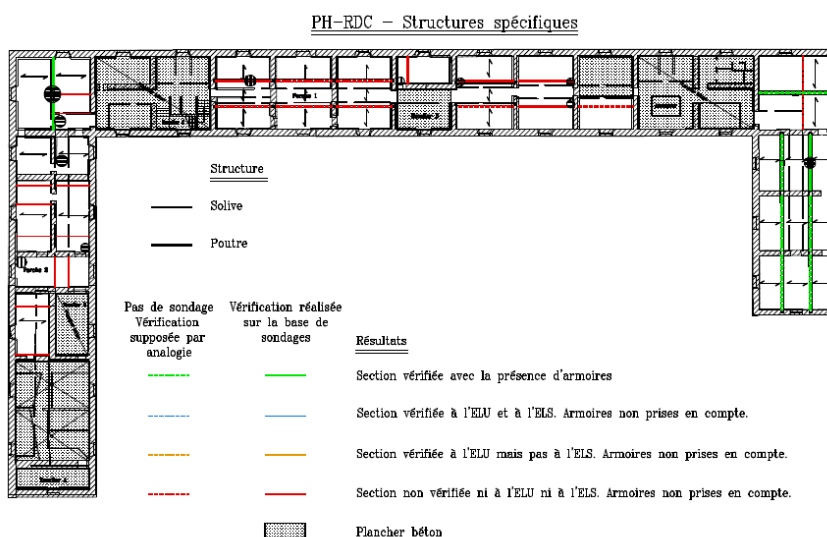 PH-RDC – Structures spécifiques
Porche 1
Structure
Solive
Poutre
Pas de sondage
Vérification
supposée par
analogie
Vérification réalisée
sur la base de
sondages
Résultats
Section vérifiée avec la présence d'armoires
Section vérifiée à l'ELU et à l'ELS. Armoires non prises en compte.
Section vérifiée à l'ELU mais pas à l'ELS. Armoires non prises en compte.
Section non vérifiée ni à l'ELU ni à l'ELS. Armoires non prises en compte.
Plancher béton